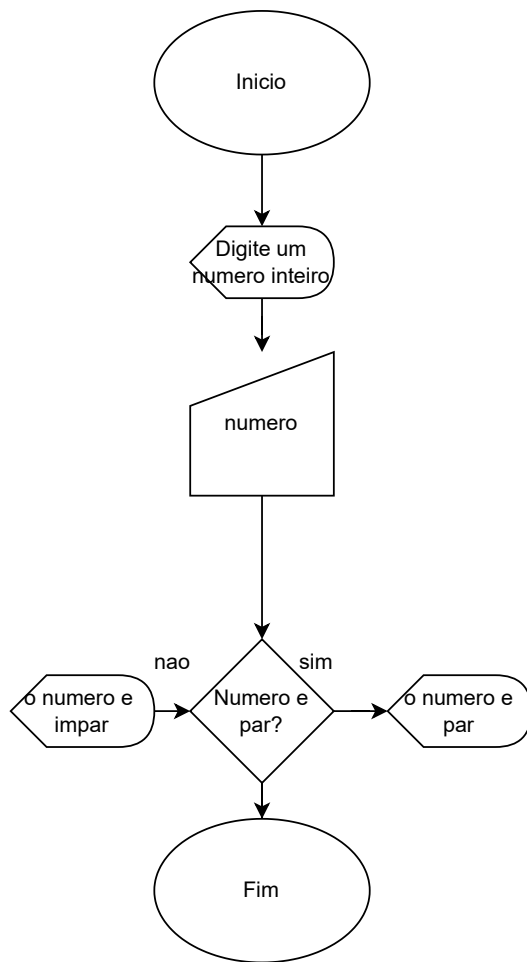 Inicio
Digite um
numero inteiro
numero
nao
sim
o numero e
impar
Numero e
par?
o numero e
par
Fim